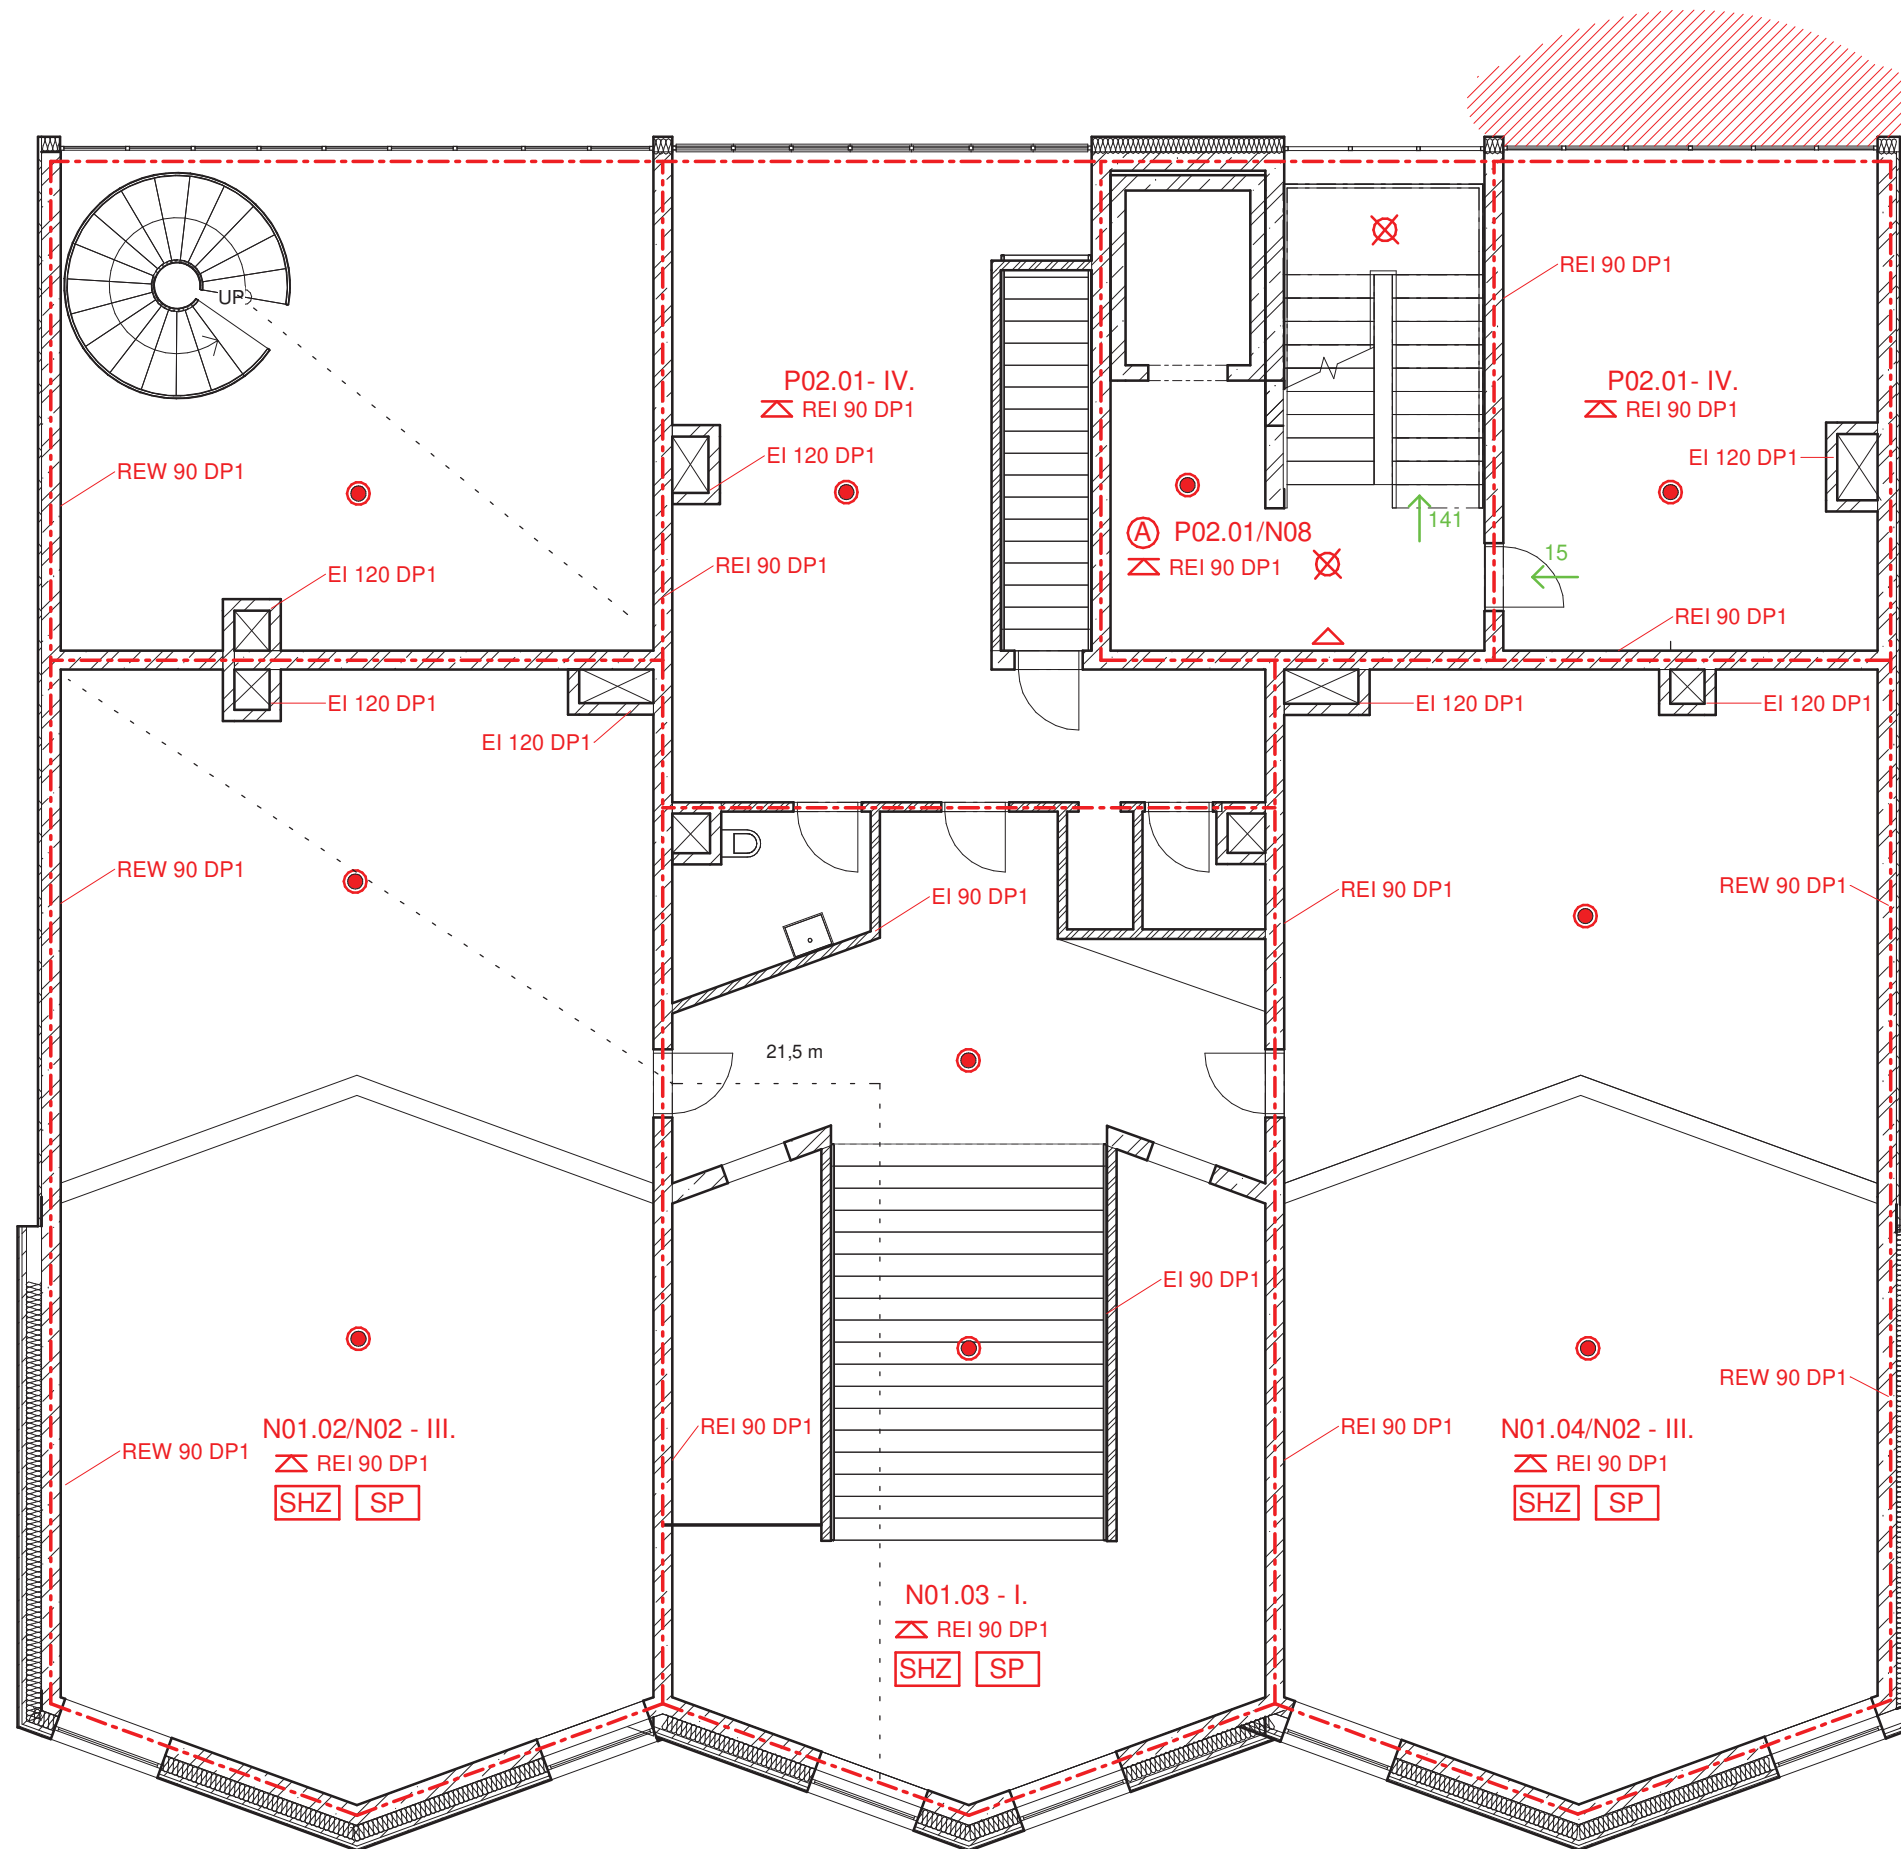 UP
REI 90 DP1
P02.01- IV.
REI 90 DP1
P02.01- IV.
REI 90 DP1
REW 90 DP1
EI 120 DP1
EI 120 DP1
141
A P02.01/N08
REI 90 DP1
15
EI 120 DP1
REI 90 DP1
REI 90 DP1
EI 120 DP1
EI 120 DP1
EI 120 DP1
EI 120 DP1
REW 90 DP1
EI 90 DP1
REI 90 DP1
REW 90 DP1
21,5 m
EI 90 DP1
REW 90 DP1
N01.02/N02 - III.
REI 90 DP1
SHZ SP
REW 90 DP1
REI 90 DP1
REI 90 DP1
N01.04/N02 - III.
REI 90 DP1
SHZ SP
N01.03 - I.
REI 90 DP1
SHZ SP